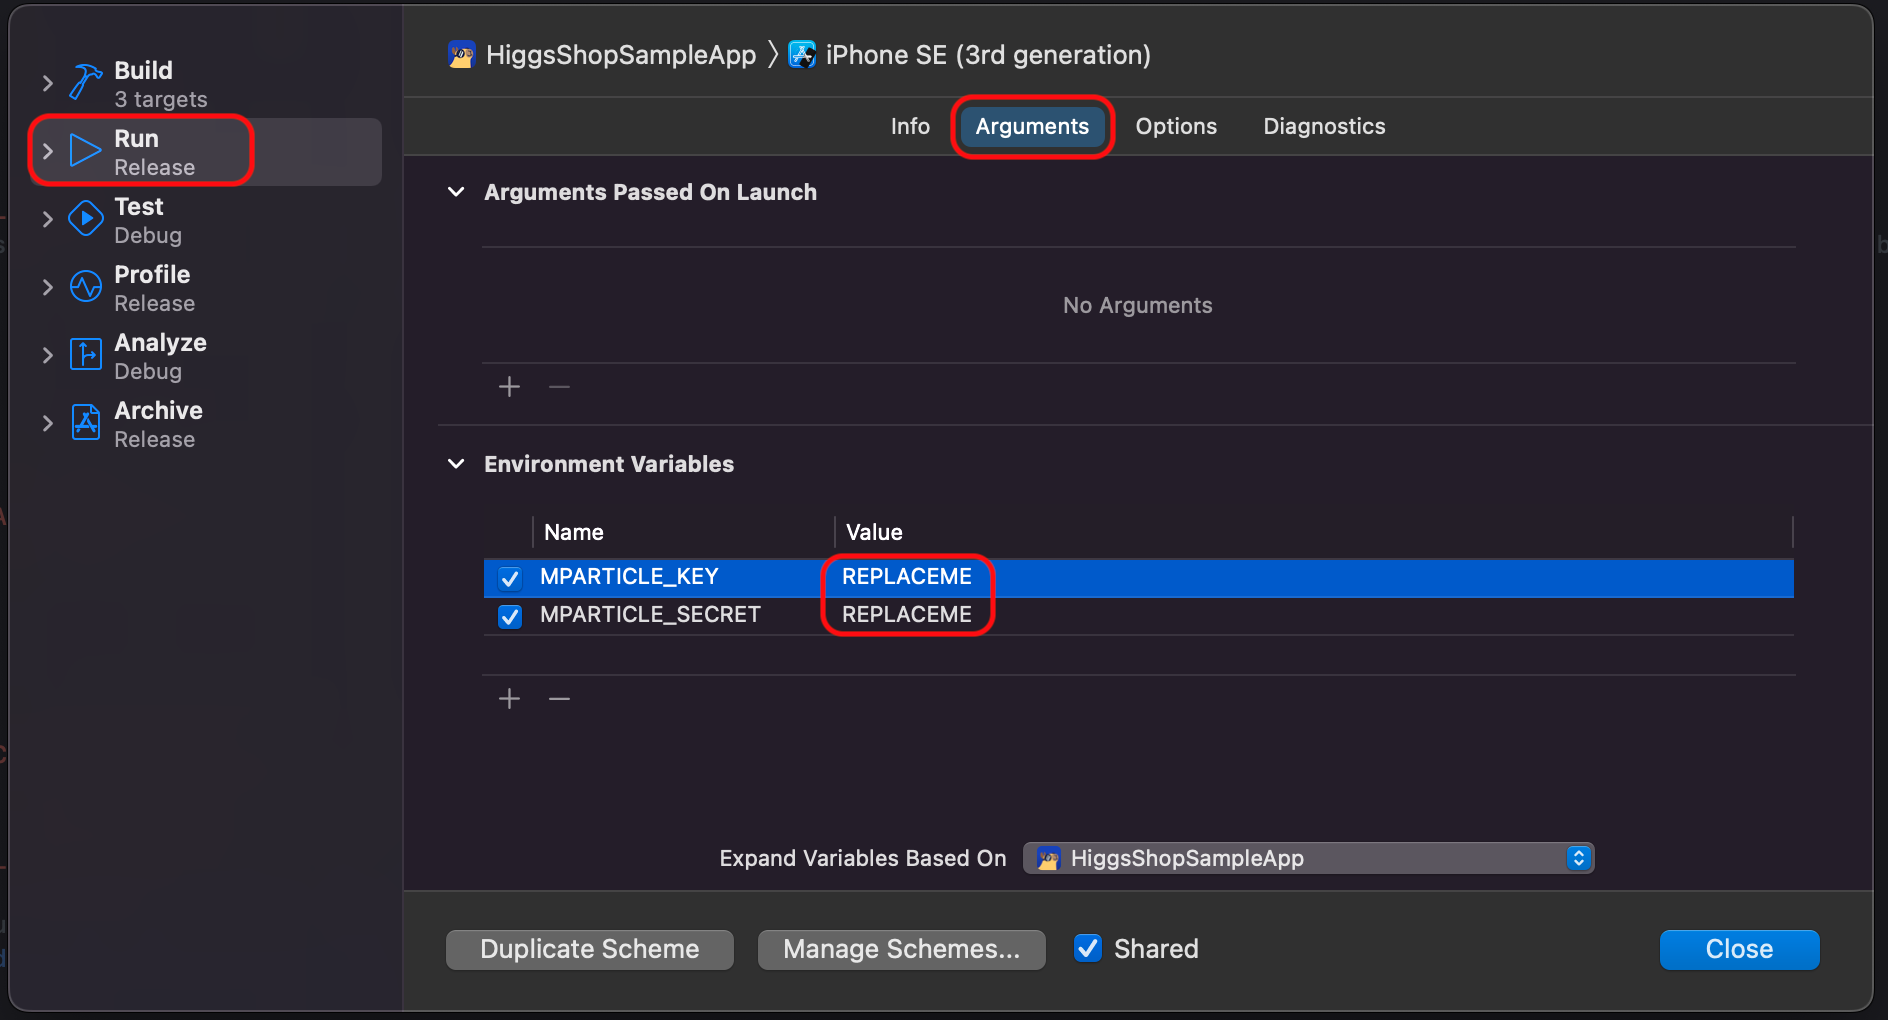 Build
3 targets
Run
Release
Test
Debug
Profile
Release
Analyze
Debug
Archive
Release
HiggsShopSampleApp 〉 iPhone SE (3rd generation)
Info Arguments Options Diagnostics
Arguments Passed On Launch
No Arguments
Environment Variables
Name Value
MPARTICLE_KEY REPLACEME
MPARTICLE_SECRET REPLACEME
Expand Variables Based On HiggsShopSampleApp
Duplicate Scheme Manage Schemes... Shared Close